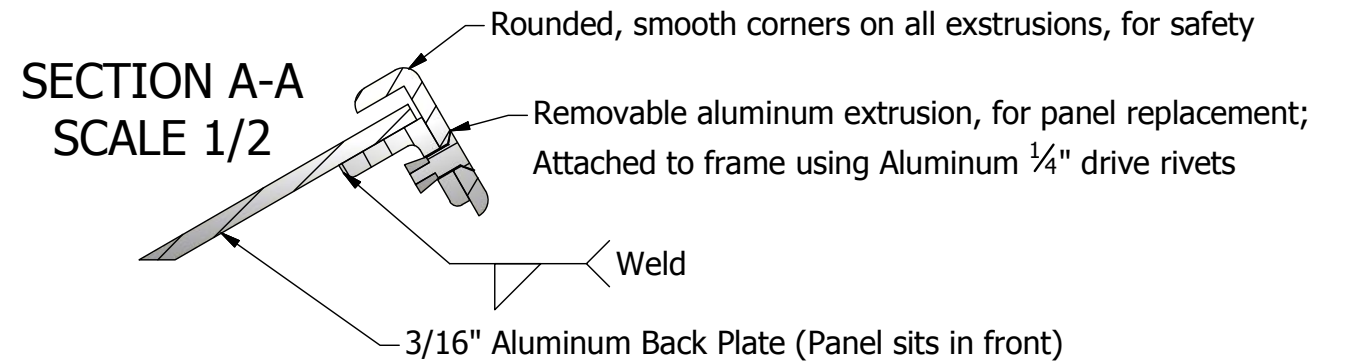 Rounded, smooth corners on all exstrusions, for safety
SECTION A-A
SCALE 1/2
Removable aluminum extrusion, for panel replacement;
Attached to frame using Aluminum ¼" drive rivets
Weld
3/16" Aluminum Back Plate (Panel sits in front)